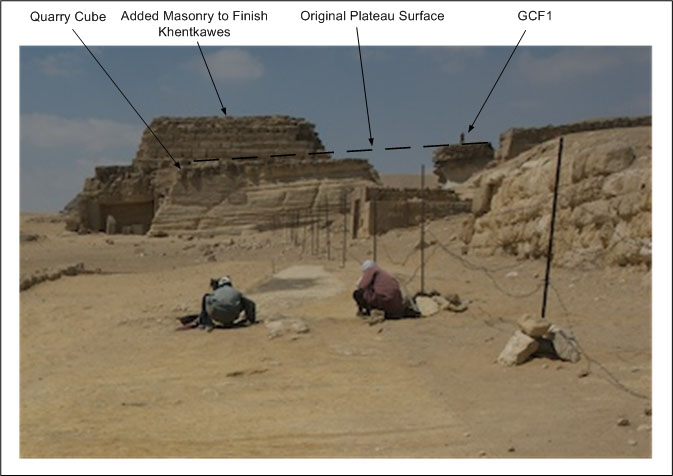 Quarry Cube
Added Masonry to Finish
Khentkawes
Original Plateau Surface
GCF1